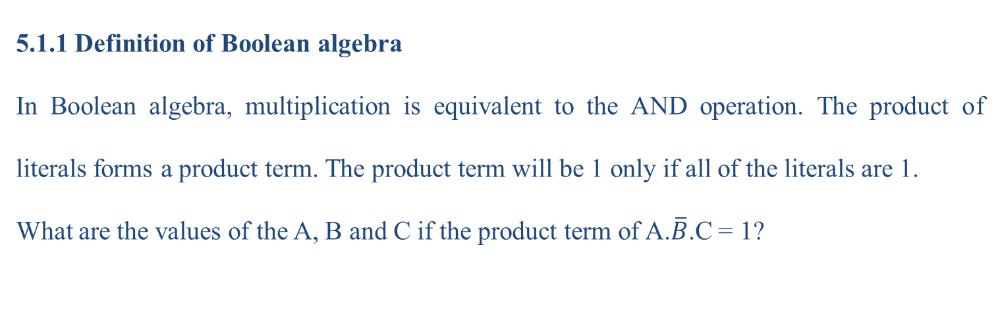 5.1.1 Definition of Boolean algebra
In Boolean algebra, multiplication is equivalent to the AND operation. The product of
literals forms a product term. The product term will be 1 only if all of the literals are 1.
What are the values of the A, B and C if the product term of A.B̅.C = 1?